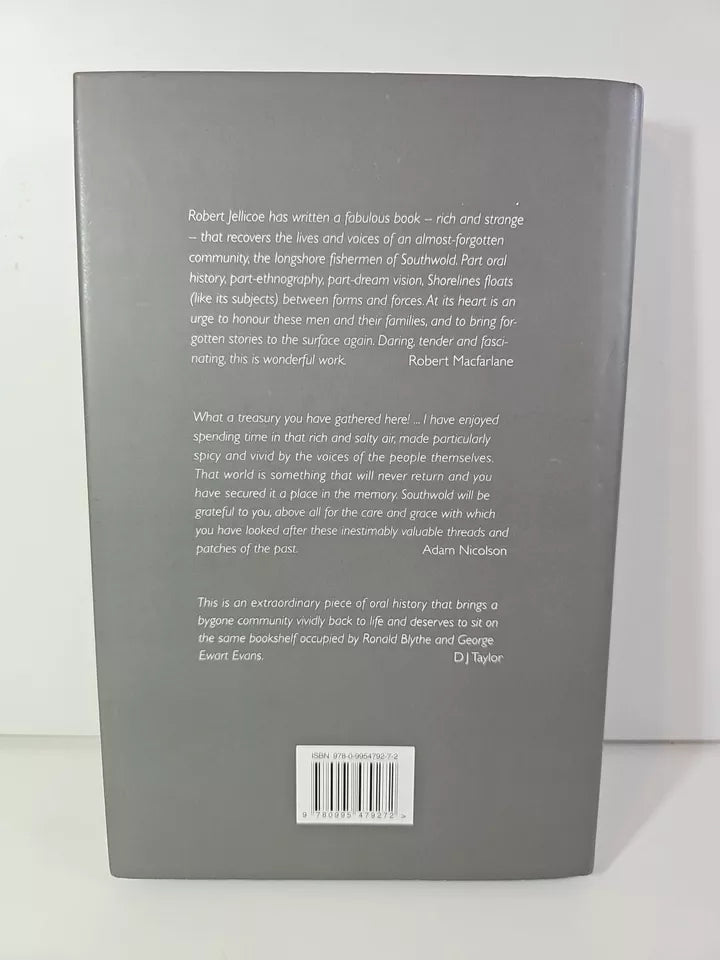 Robert Jellicoe has written a fabulous book – rich and strange
– that recovers the lives and voices of an almost-forgotten
community, the longshore fishermen of Southwold. Part oral
history, part-ethnography, part-dream vision, Shorelines floats
(like its subjects) between forms and forces. At its heart is an
urge to honour these men and their families, and to bring for-
gotten stories to the surface again. Daring, tender and fasci-
nating, this is wonderful work. Robert Macfarlane
What a treasury you have gathered here! ... I have enjoyed
spending time in that rich and salty air, made particularly
spicy and vivid by the voices of the people themselves.
That world is something that will never return and you
have secured it a place in the memory. Southwold will be
grateful to you, above all for the care and grace with which
you have looked after these inestimably valuable threads and
patches of the past. Adam Nicolson
This is an extraordinary piece of oral history that brings a
bygone community vividly back to life and deserves to sit on
the same bookshelf occupied by Ronald Blythe and George
Ewart Evans. D J Taylor
ISBN 978-0-9954792-7-2
9 780995 479272 >